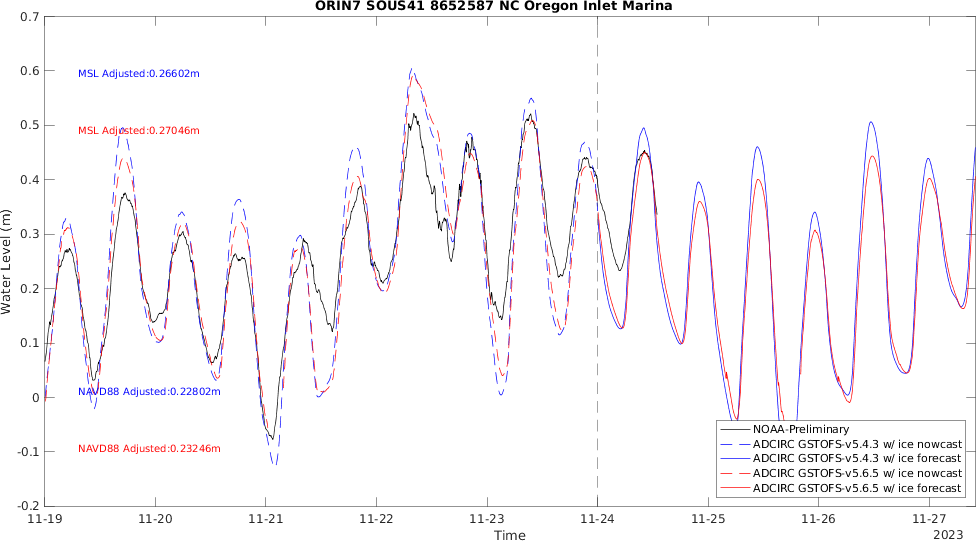 ORIN7 SOUS41 8652587 NC Oregon Inlet Marina
0.7
0.6
0.5
0.4
0.3
0.2
0.1
0
-0.1
-0.2
Water Level (m)
MSL Adjusted:0.26602m
MSL Adjusted:0.27046m
NAVD88 Adjusted:0.22802m
NAVD88 Adjusted:0.23246m
NOAA-Preliminary
ADCIRC GSTOFS-v5.4.3 w/ ice nowcast
ADCIRC GSTOFS-v5.4.3 w/ ice forecast
ADCIRC GSTOFS-v5.6.5 w/ ice nowcast
ADCIRC GSTOFS-v5.6.5 w/ ice forecast
11-19 11-20 11-21 11-22 11-23 11-24 11-25 11-26 11-27
Time
2023